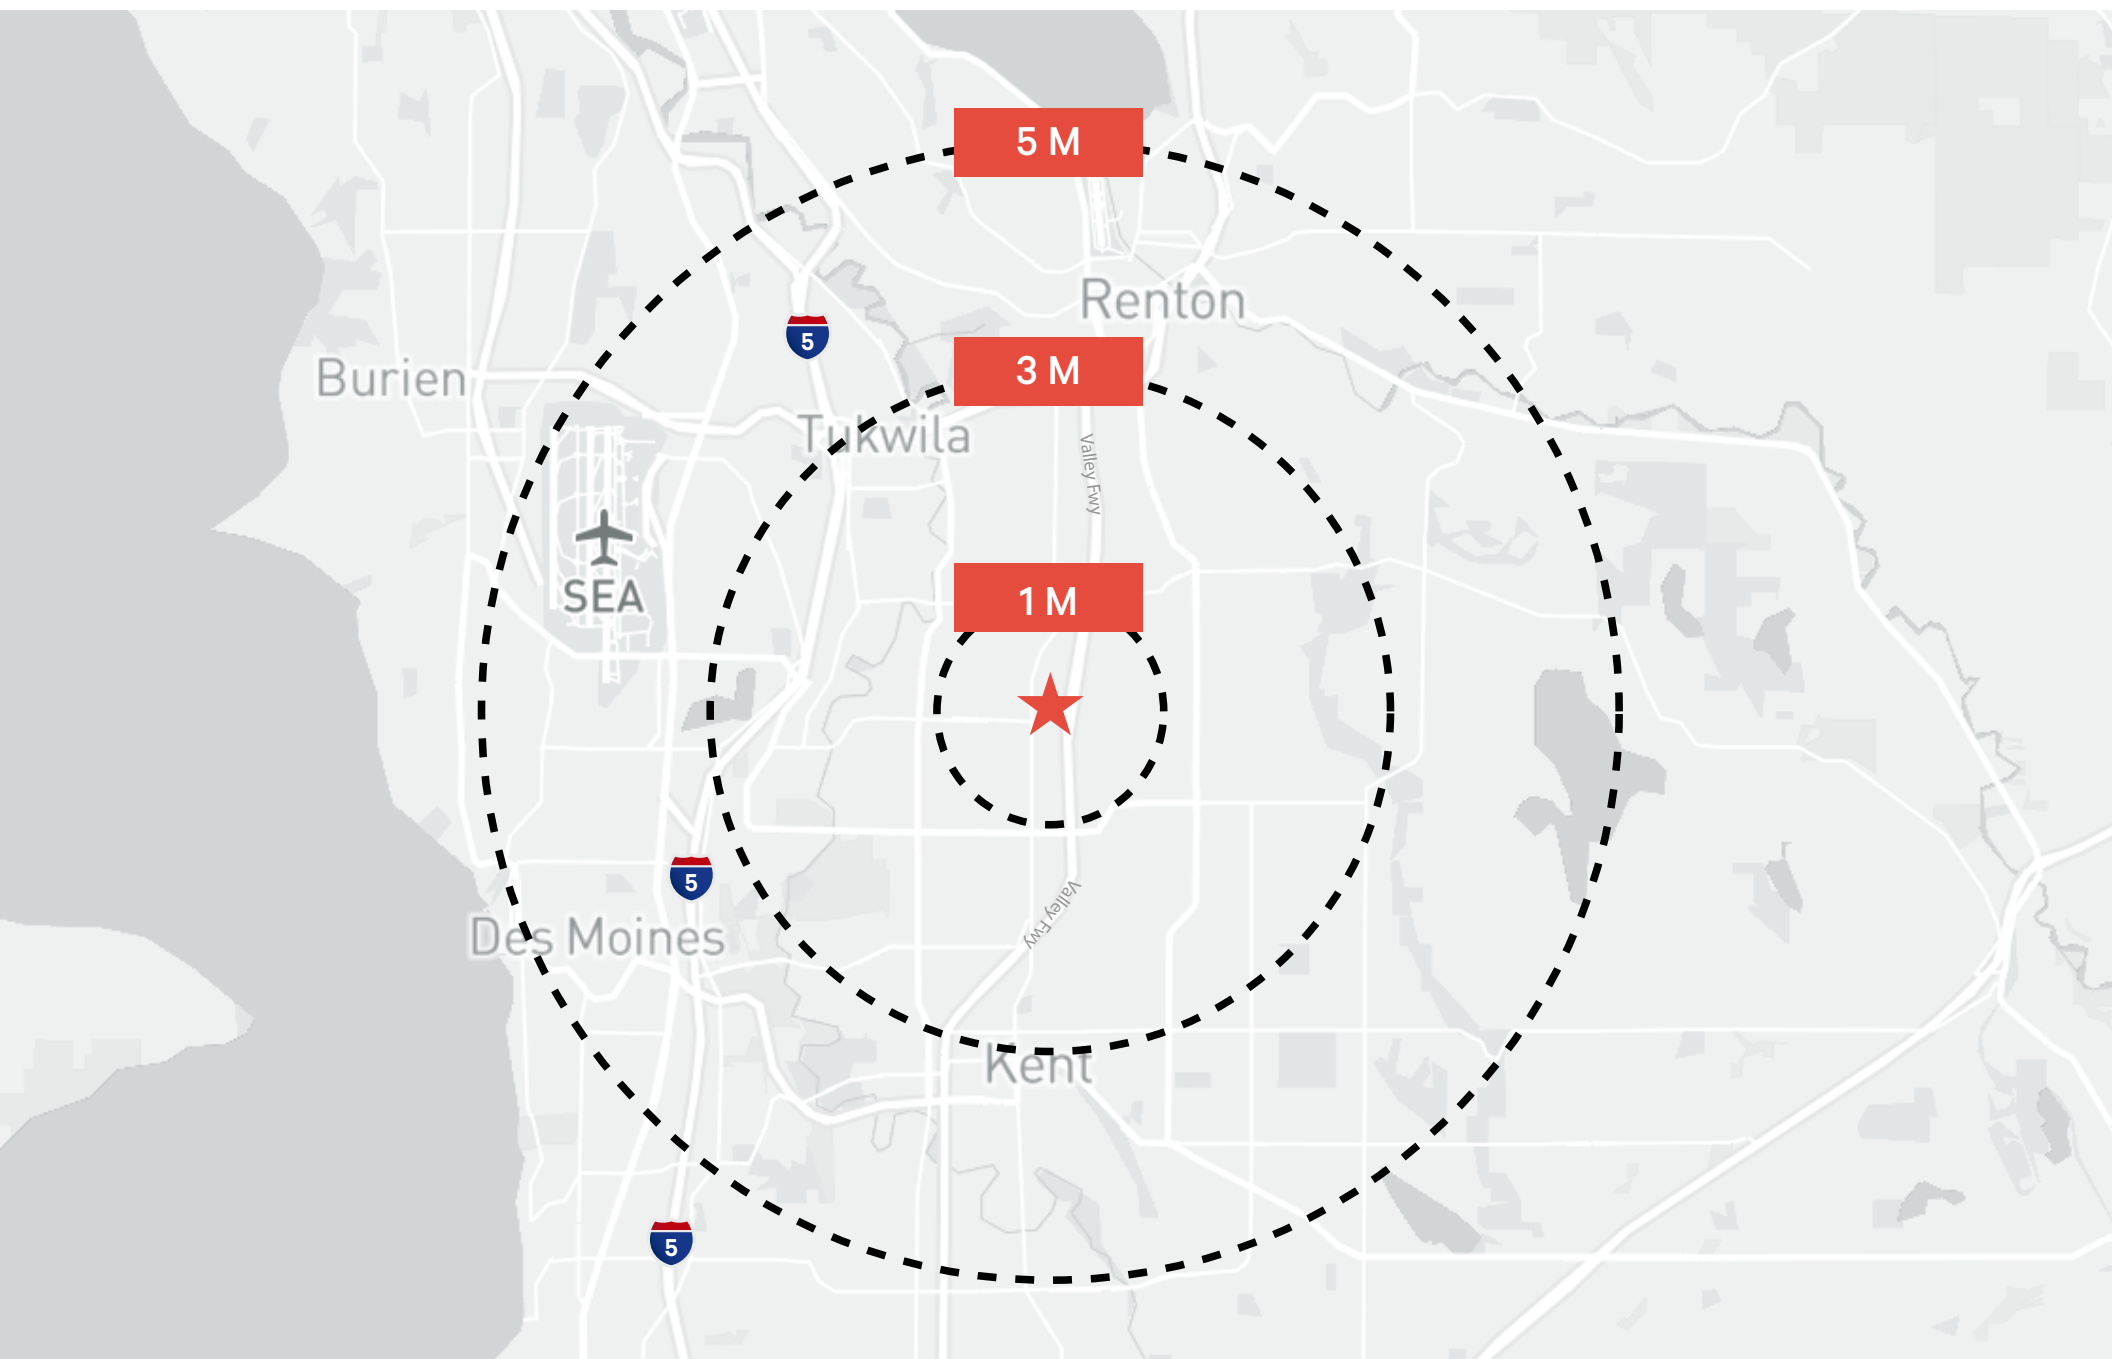 5 M
Renton
5
3 M
Burien
Tukwila
Valley Fwy
SEA
1 M
5
Valley Fwy
Des Moines
Kent
5